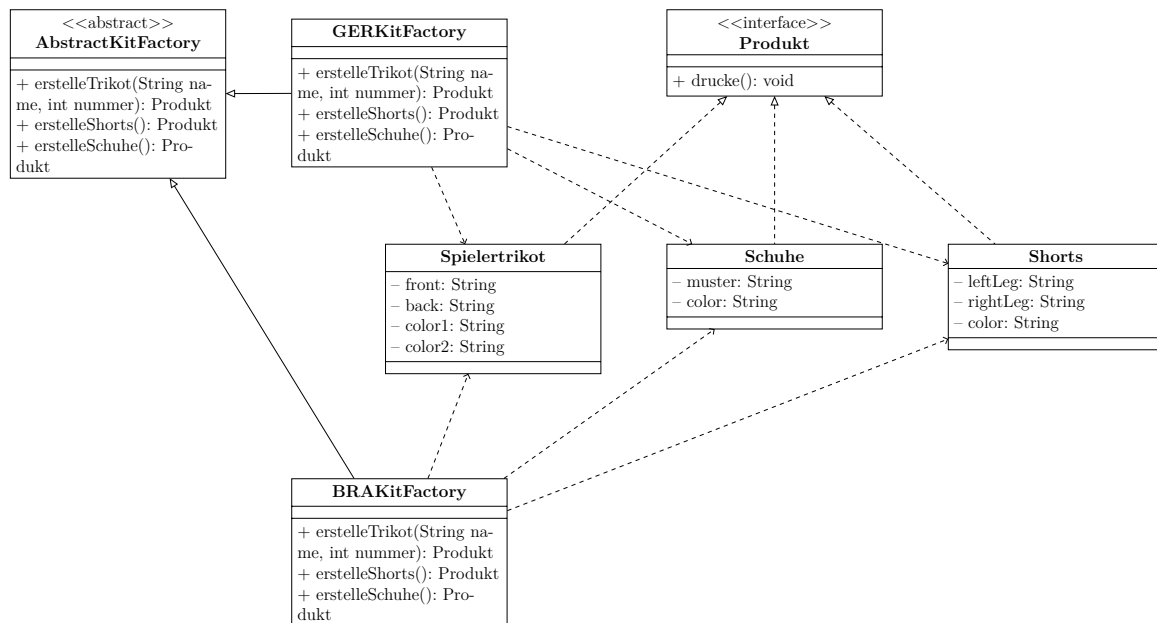 <<abstract>>
AbstractKitFactory
+ erstelleTrikot(String na-
me, int nummer): Produkt
+ erstelleShorts(): Produkt
+ erstelleSchuhe(): Pro-
dukt
GERKitFactory
+ erstelleTrikot(String na-
me, int nummer): Produkt
+ erstelleShorts(): Produkt
+ erstelleSchuhe(): Pro-
dukt
<<interface>>
Produkt
+ drucke(): void
Spielertrikot
– front: String
– back: String
– color1: String
– color2: String
Schuhe
– muster: String
– color: String
Shorts
– leftLeg: String
– rightLeg: String
– color: String
BRAKitFactory
+ erstelleTrikot(String na-
me, int nummer): Produkt
+ erstelleShorts(): Produkt
+ erstelleSchuhe(): Pro-
dukt